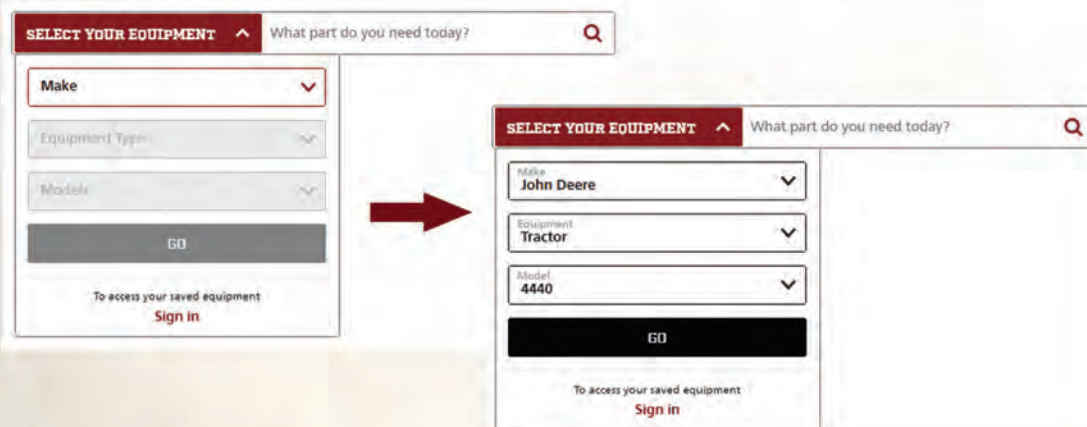 SELECT YOUR EQUIPMENT What part do you need today?
Make
Equipment Type
Models
GO
To access your saved equipment
Sign in
SELECT YOUR EQUIPMENT What part do you need today?
Make
John Deere
Equipment
Tractor
Model
4440
GO
To access your saved equipment
Sign in